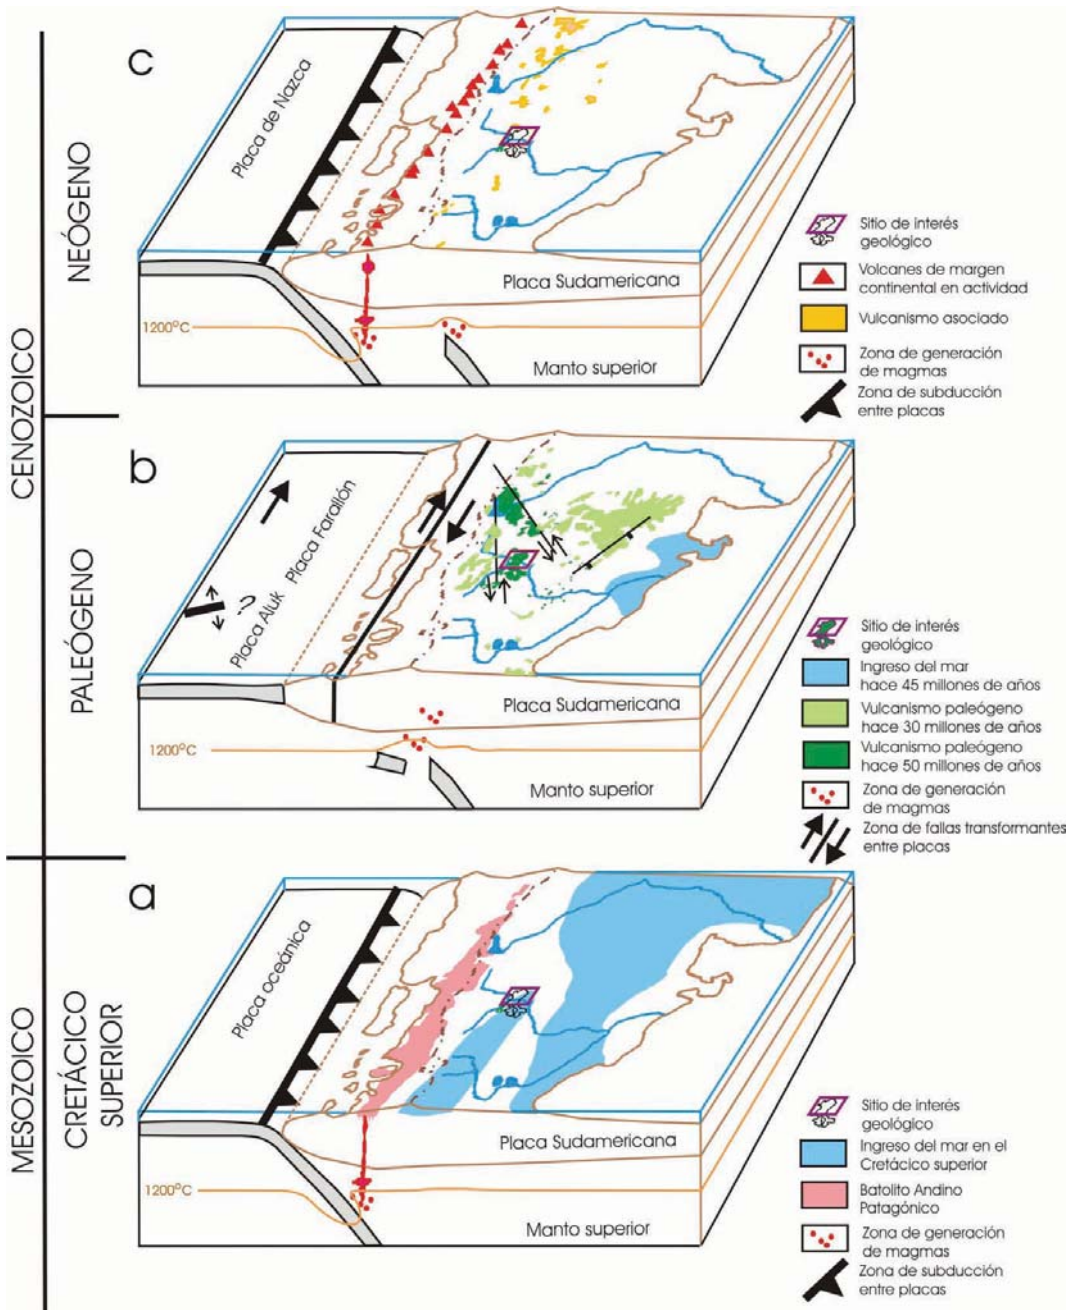 CENOZOICO
NEÓGENO
c
Placa de Nazca
Placa Sudamericana
1200°C
Manto superior
Sitio de interés
geológico
Volcanes de margen
continental en actividad
Vulcanismo asociado
Zona de generación
de magmas
Zona de subducción
entre placas
PALEÓGENO
b
Placa Farallón
Placa Aluk
?
Placa Sudamericana
1200°C
Manto superior
Sitio de interés
geológico
Ingreso del mar
hace 45 millones de años
Vulcanismo paleógeno
hace 30 millones de años
Vulcanismo paleógeno
hace 50 millones de años
Zona de generación
de magmas
Zona de fallas transformantes
entre placas
MESOZOICO
CRETÁCICO
SUPERIOR
a
Placa oceánica
Placa Sudamericana
1200°C
Manto superior
Sitio de interés
geológico
Ingreso del mar en el
Cretácico superior
Batolito Andino
Patagónico
Zona de generación
de magmas
Zona de subducción
entre placas